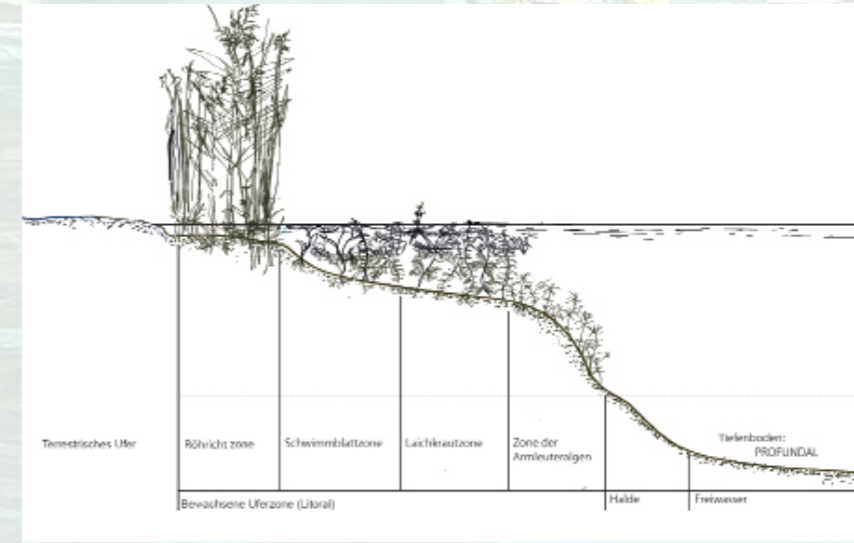 Terrestrisches Ufer
Röhricht zone
Schwimmblattzone
Laichkrautzone
Zone der
Armleuteralgen
Tiefenboden:
PROFUNDAL
Bewachsene Uferzone (Litoral)
Halde
Freiwasser